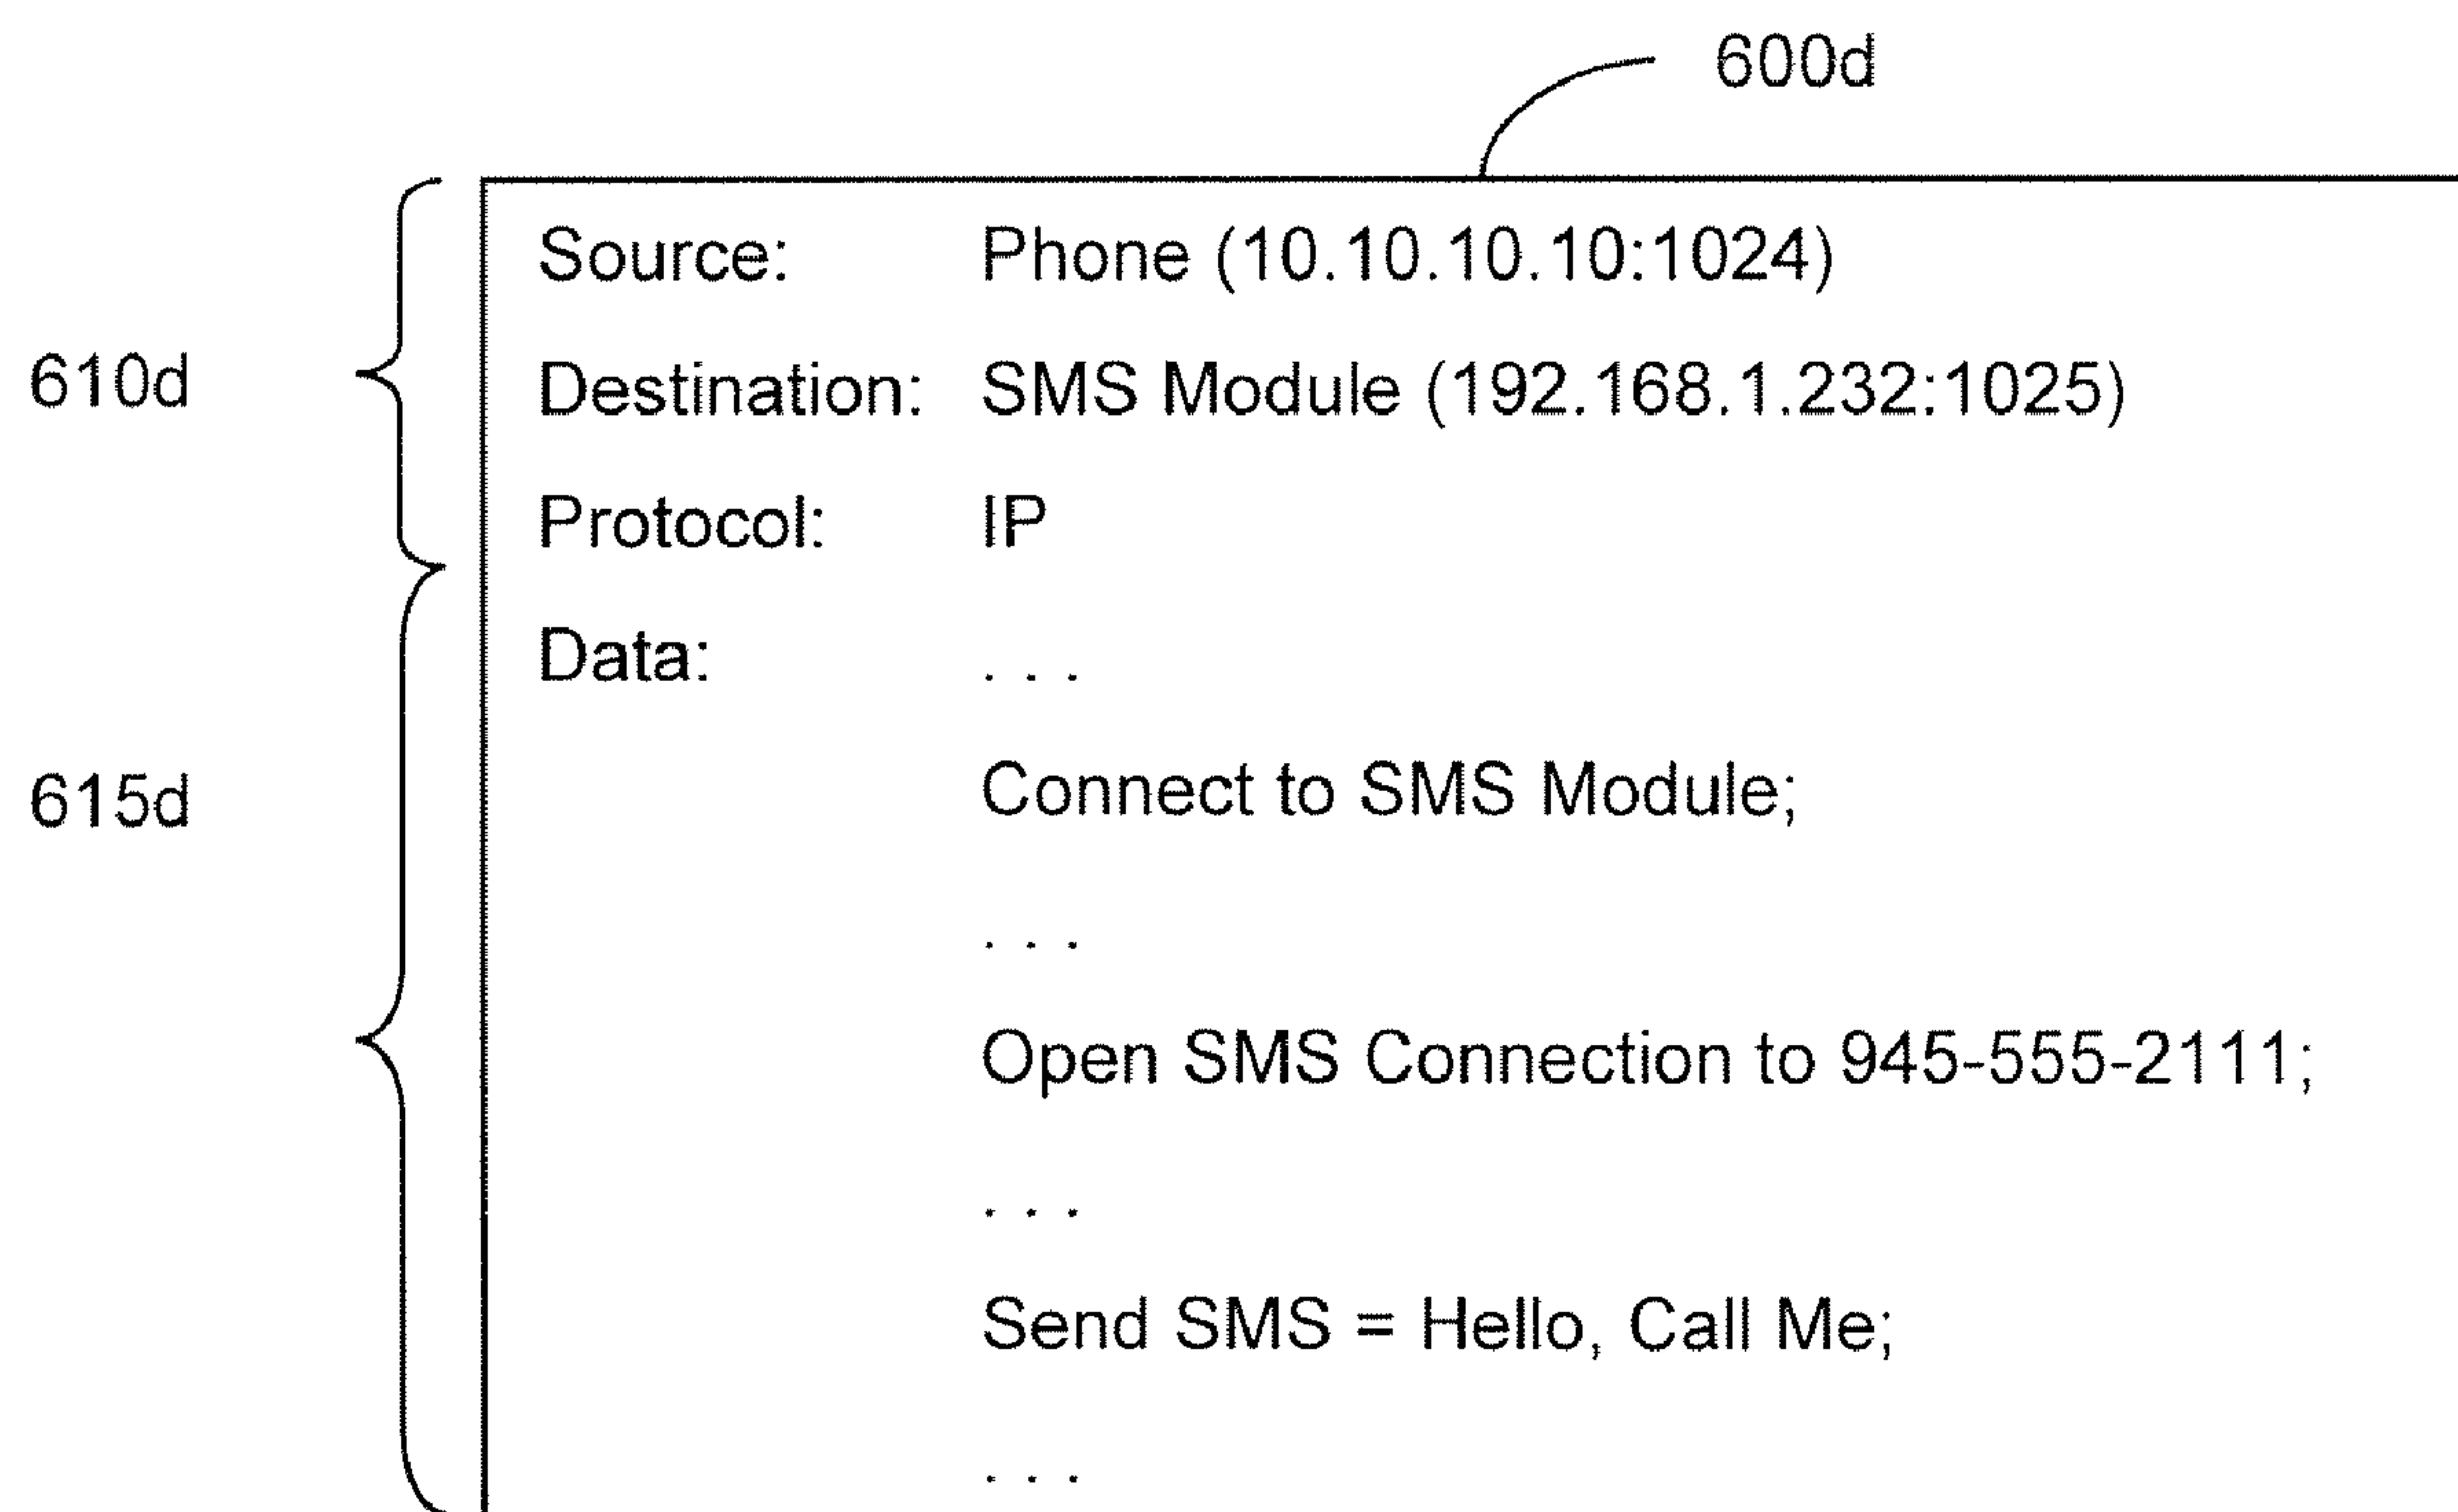 600d
Source: Phone (10.10.10.10:1024)
610d
Destination: SMS Module (192.168.1.232:1025)
Protocol: IP
Data: . . .
615d
Connect to SMS Module;
. . .
Open SMS Connection to 945-555-2111;
. . .
Send SMS = Hello, Call Me;
. . .